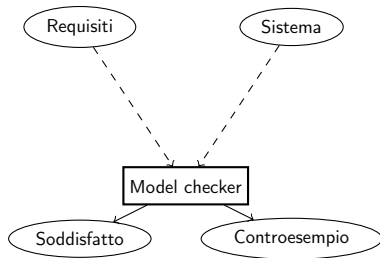 Requisiti
Sistema
Model checker
Soddisfatto
Controesempio